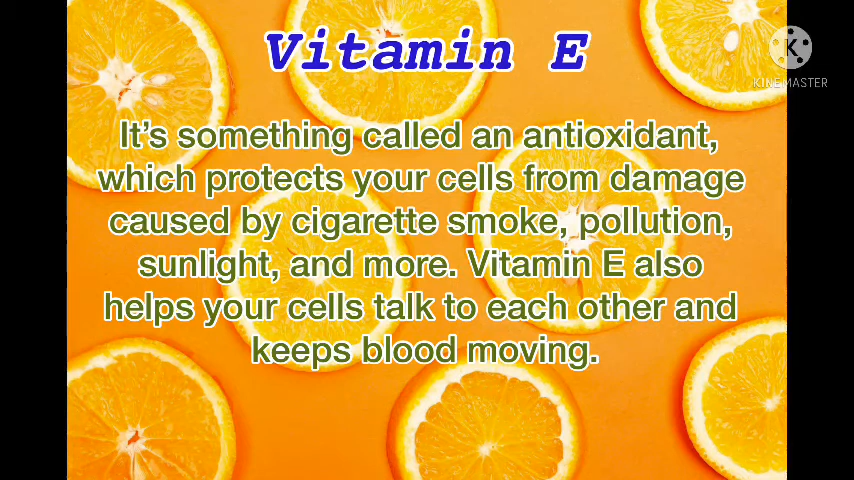 Vitamin E
KINEMASTER
It's something called an antioxidant,
which protects your cells from damage
caused by cigarette smoke, pollution,
sunlight, and more. Vitamin E also
helps your cells talk to each other and
keeps blood moving.